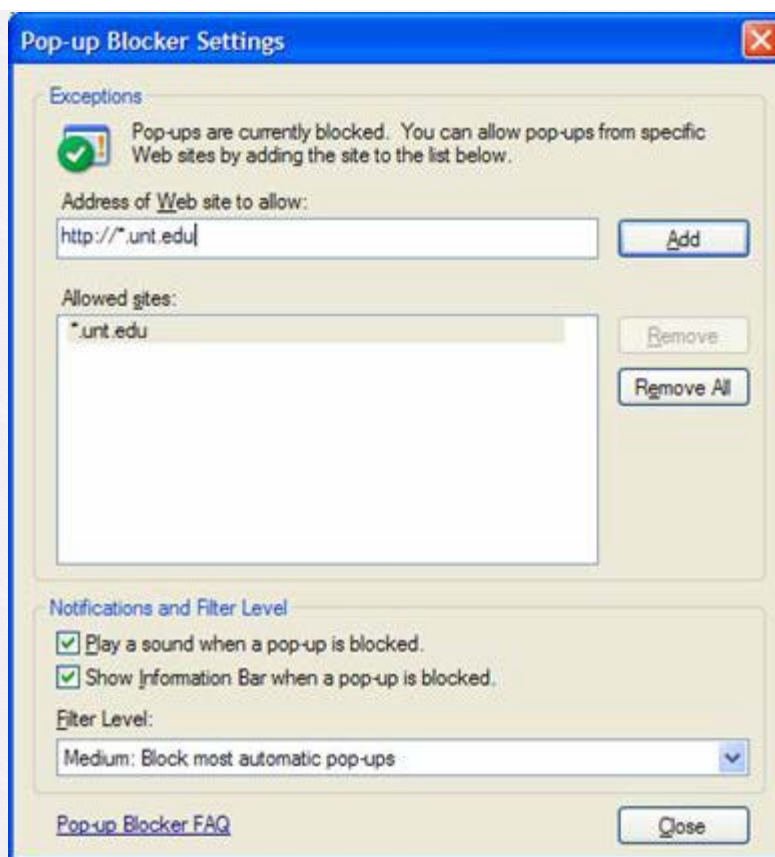 Pop-up Blocker Settings
Exceptions
Pop-ups are currently blocked. You can allow pop-ups from specific
Web sites by adding the site to the list below.
Address of Web site to allow:
http://*.unt.edu
Add
Allowed sites:
*.unt.edu
Remove
Remove All
Notifications and Filter Level
Play a sound when a pop-up is blocked.
Show Information Bar when a pop-up is blocked.
Filter Level:
Medium: Block most automatic pop-ups
Pop-up Blocker FAQ
Close